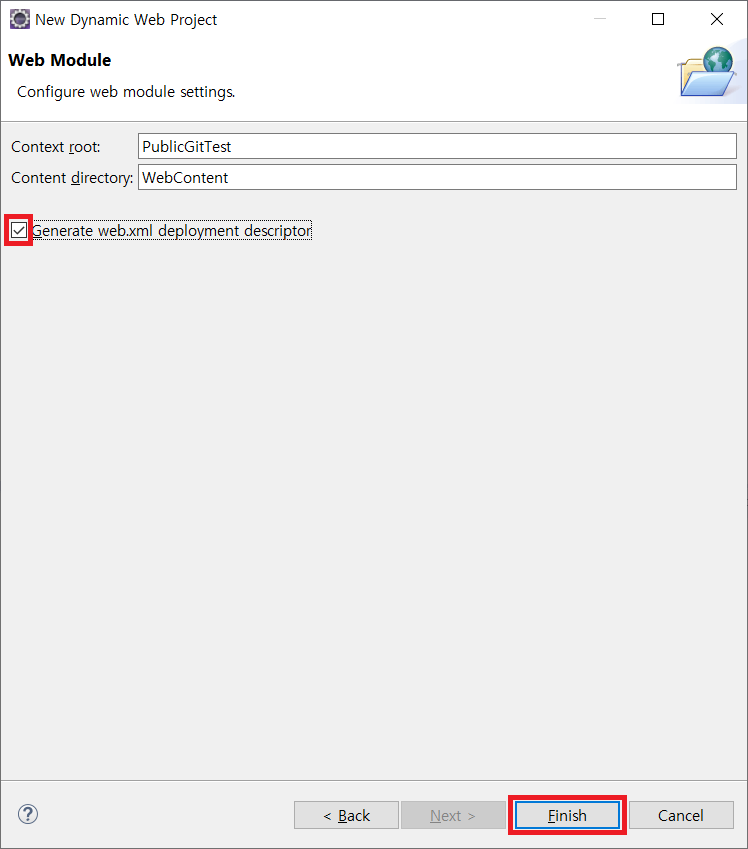 New Dynamic Web Project
Web Module
Configure web module settings.
Context root: PublicGitTest
Content directory: WebContent
Generate web.xml deployment descriptor
? < Back Next > Finish Cancel